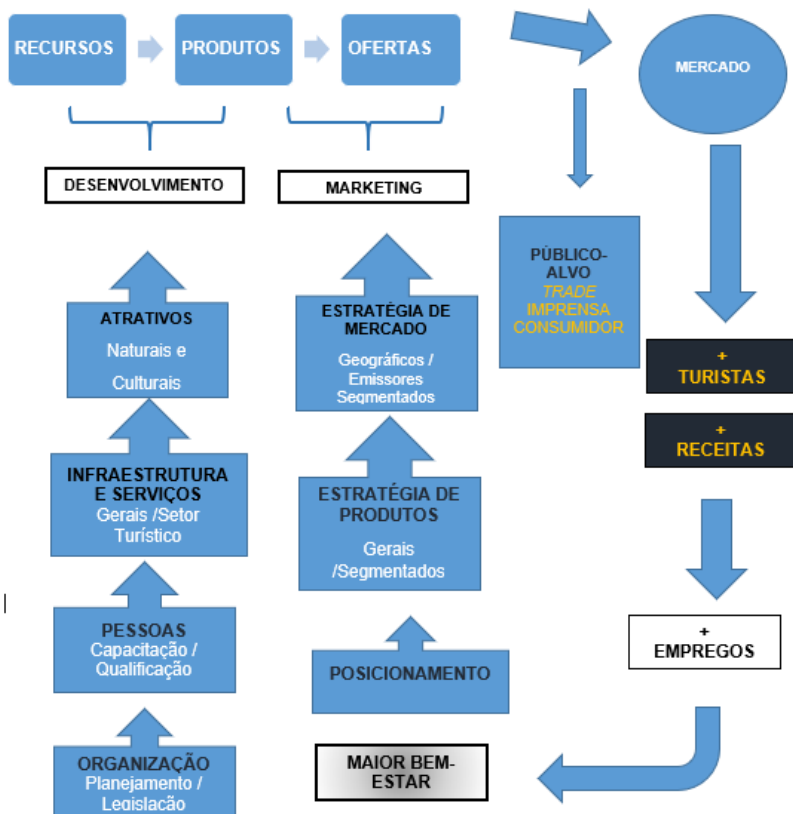 RECURSOS
PRODUTOS
OFERTAS
MERCADO
DESENVOLVIMENTO
MARKETING
PÚBLICO-
ALVO
TRADE
IMPRENSA
CONSUMIDOR
ATRATIVOS
Naturais e
Culturais
ESTRATÉGIA DE
MERCADO
Geográficos /
Emissores
Segmentados
+
TURISTAS
+
RECEITAS
INFRAESTRUTURA
E SERVIÇOS
Gerais /Setor
Turístico
ESTRATÉGIA DE
PRODUTOS
Gerais
/Segmentados
PESSOAS
Capacitação /
Qualificação
POSICIONAMENTO
+
EMPREGOS
ORGANIZAÇÃO
Planejamento /
Legislação
MAIOR BEM-
ESTAR